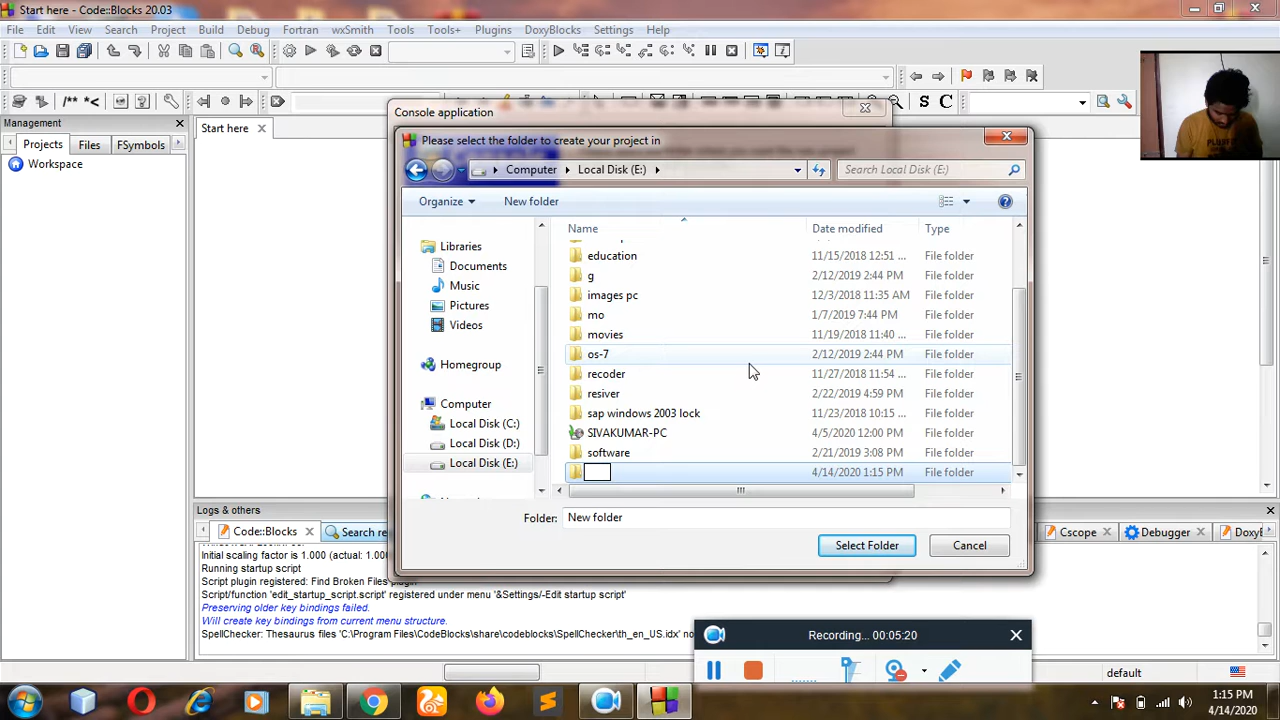 Start here - Code::Blocks 20.03
File Edit View Search Project Build Debug Fortran wxSmith Tools Tools+ Plugins DoxyBlocks Settings Help
/** *< S C
Management
Projects Files FSymbols
Workspace
Start here
Console application
Please select the folder to create your project in
Computer Local Disk (E:) Search Local Disk (E:)
Organize New folder
Name Date modified Type
education 11/15/2018 12:51 ... File folder
g 2/12/2019 2:44 PM File folder
images pc 12/3/2018 11:35 AM File folder
mo 1/7/2019 7:44 PM File folder
movies 11/19/2018 11:40 ... File folder
os-7 2/12/2019 2:44 PM File folder
recoder 11/27/2018 11:54 ... File folder
resiver 2/22/2019 4:59 PM File folder
sap windows 2003 lock 11/23/2018 10:15 ... File folder
SIVAKUMAR-PC 4/5/2020 12:00 PM File folder
software 2/21/2019 3:08 PM File folder
4/14/2020 1:15 PM File folder
Libraries
Documents
Music
Pictures
Videos
Homegroup
Computer
Local Disk (C:)
Local Disk (D:)
Local Disk (E:)
Folder: New folder
Select Folder Cancel
Logs & others
Code::Blocks Search re Cscope Debugger DoxyB
Initial scaling factor is 1.000 (actual: 1.000
Running startup script
Script plugin registered: Find Broken Files plugin
Script/function 'edit_startup_script.script' registered under menu '&Settings/-Edit startup script'
Preserving older key bindings failed.
Will create key bindings from current menu structure.
SpellChecker: Thesaurus files 'C:\Program Files\CodeBlocks\share\codeblocks\SpellChecker\th_en_US.idx' no
Recording... 00:05:20
default
1:15 PM
4/14/2020